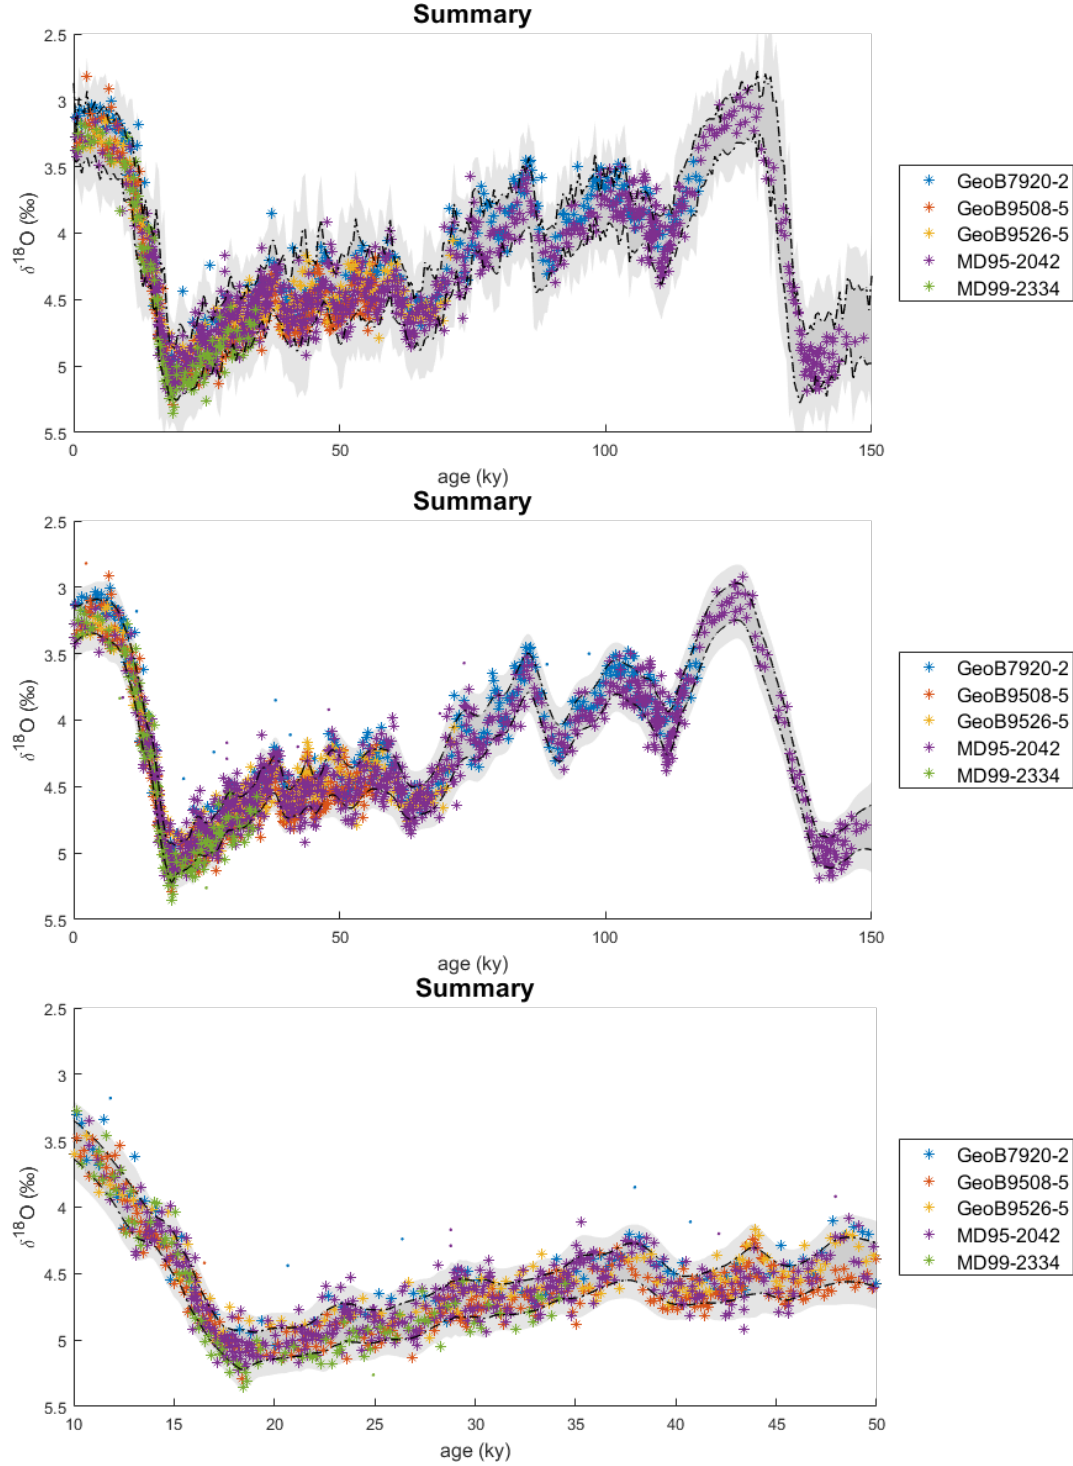 Summary
2.5
3
3.5
4
4.5
5
5.5
δ18O (‰)
0 50 100 150
age (ky)
GeoB7920-2
GeoB9508-5
GeoB9526-5
MD95-2042
MD99-2334
Summary
2.5
3
3.5
4
4.5
5
5.5
δ18O (‰)
0 50 100 150
age (ky)
GeoB7920-2
GeoB9508-5
GeoB9526-5
MD95-2042
MD99-2334
Summary
2.5
3
3.5
4
4.5
5
5.5
δ18O (‰)
10 15 20 25 30 35 40 45 50
age (ky)
GeoB7920-2
GeoB9508-5
GeoB9526-5
MD95-2042
MD99-2334